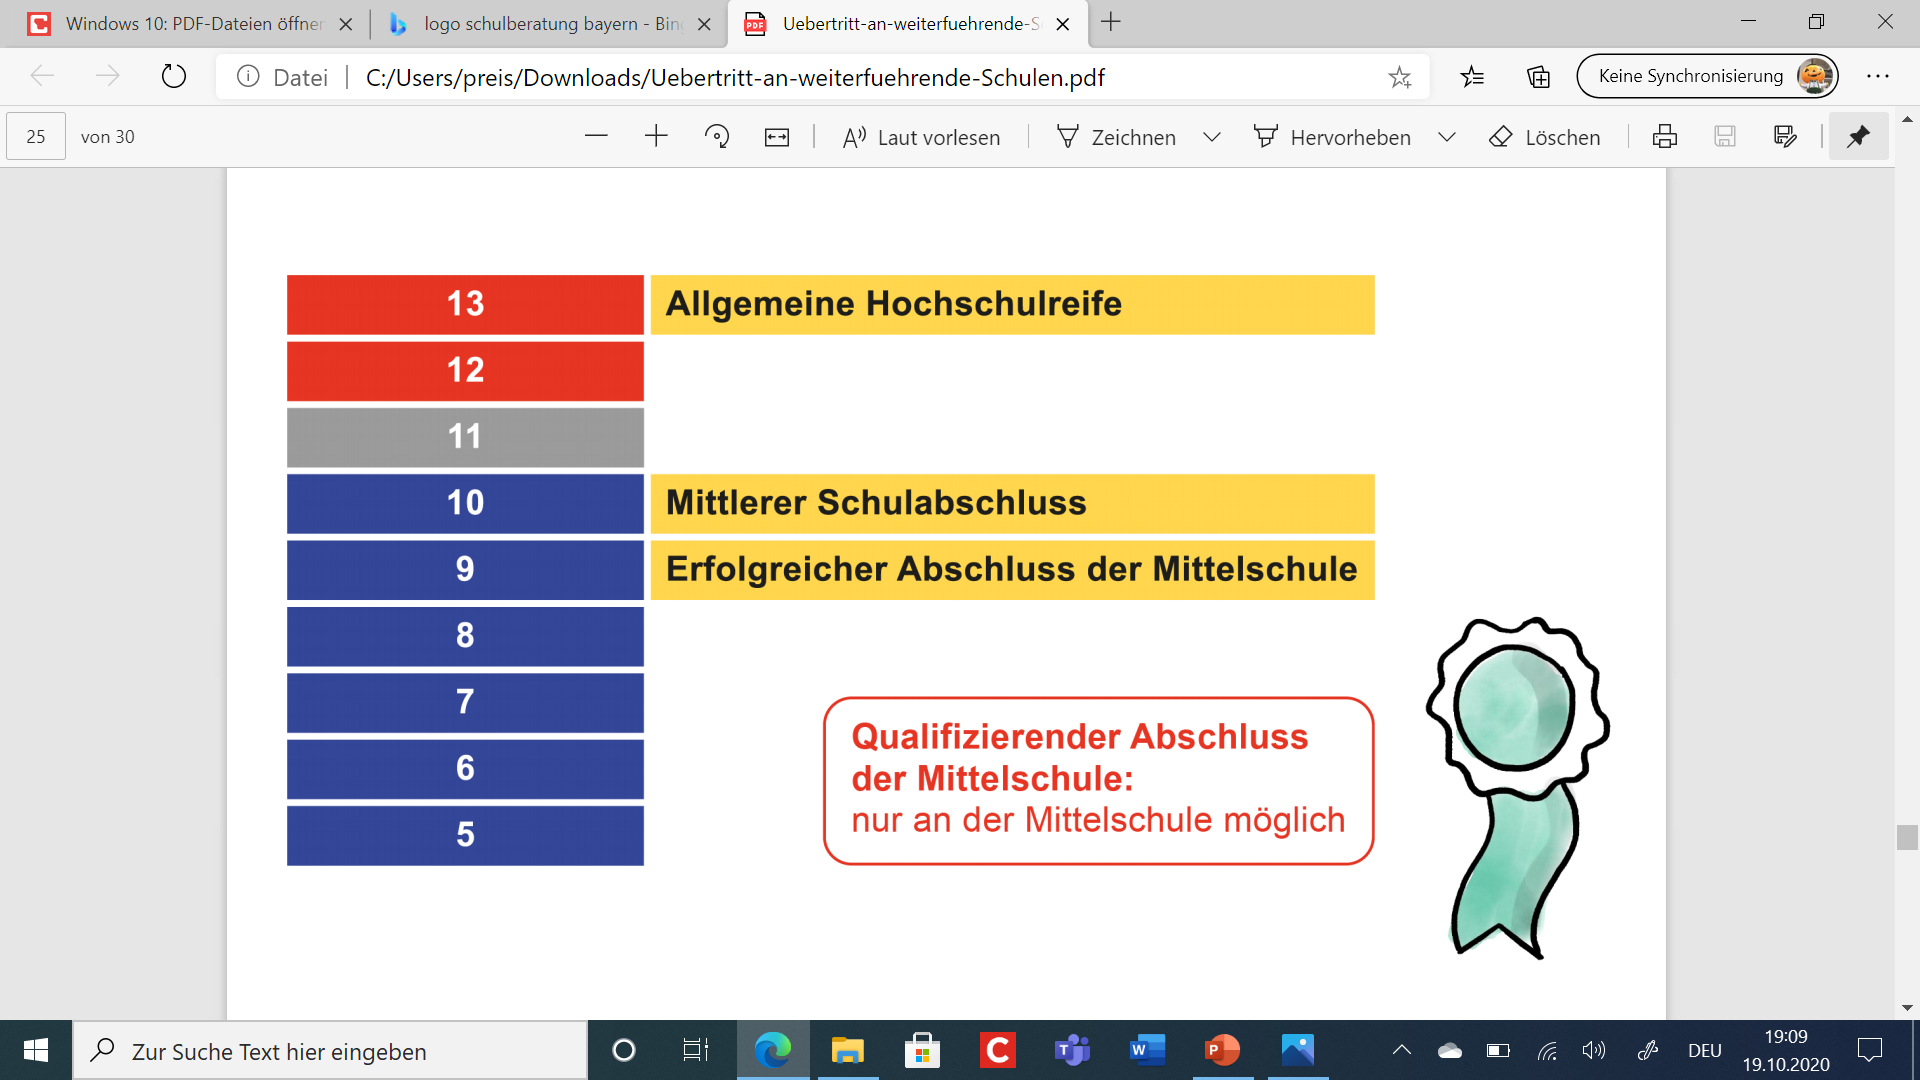 Windows 10: PDF-Dateien öffnen
logo schulberatung bayern - Bing
Uebertritt-an-weiterfuehrende-S
Datei
C:/Users/preis/Downloads/Uebertritt-an-weiterfuehrende-Schulen.pdf
Keine Synchronisierung
25 von 30
Laut vorlesen
Zeichnen
Hervorheben
Löschen
13 Allgemeine Hochschulreife
12
11
10 Mittlerer Schulabschluss
9 Erfolgreicher Abschluss der Mittelschule
8
7
6
5
Qualifizierender Abschluss
der Mittelschule:
nur an der Mittelschule möglich
Zur Suche Text hier eingeben
DEU
19:09
19.10.2020